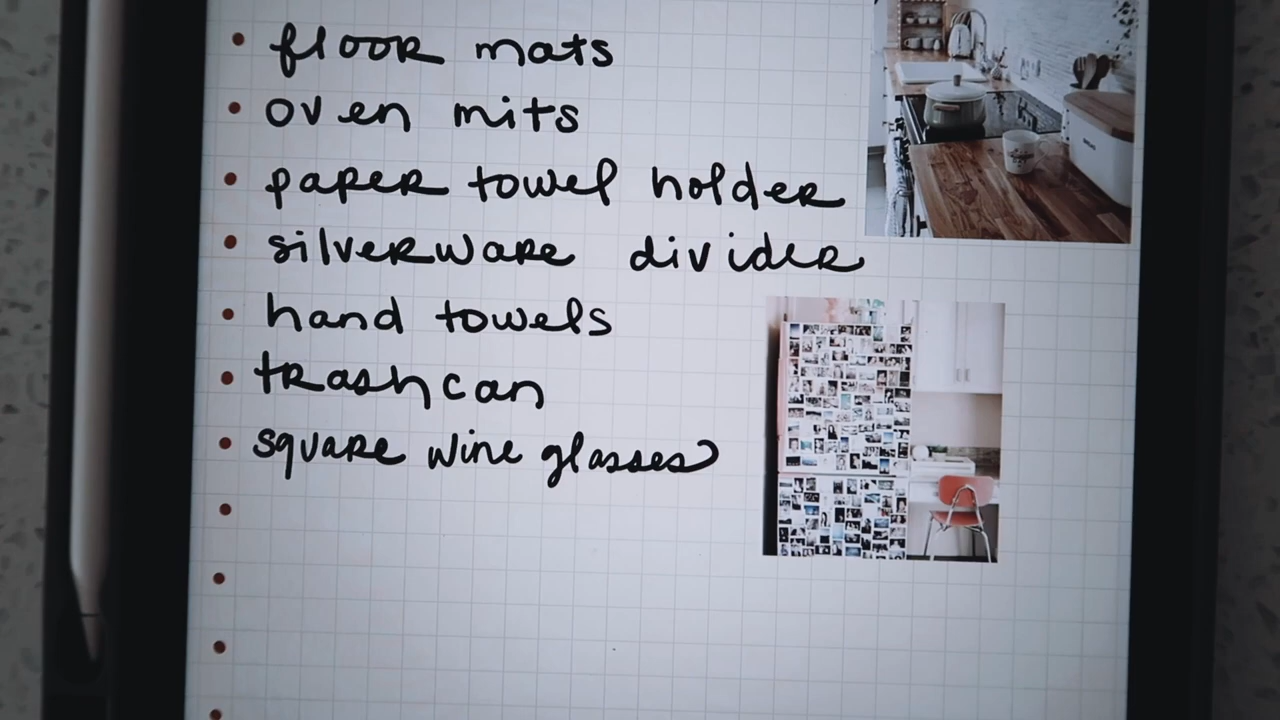 floor mats
oven mits
paper towel holder
silverware divider
hand towels
trashcan
square wine glasses